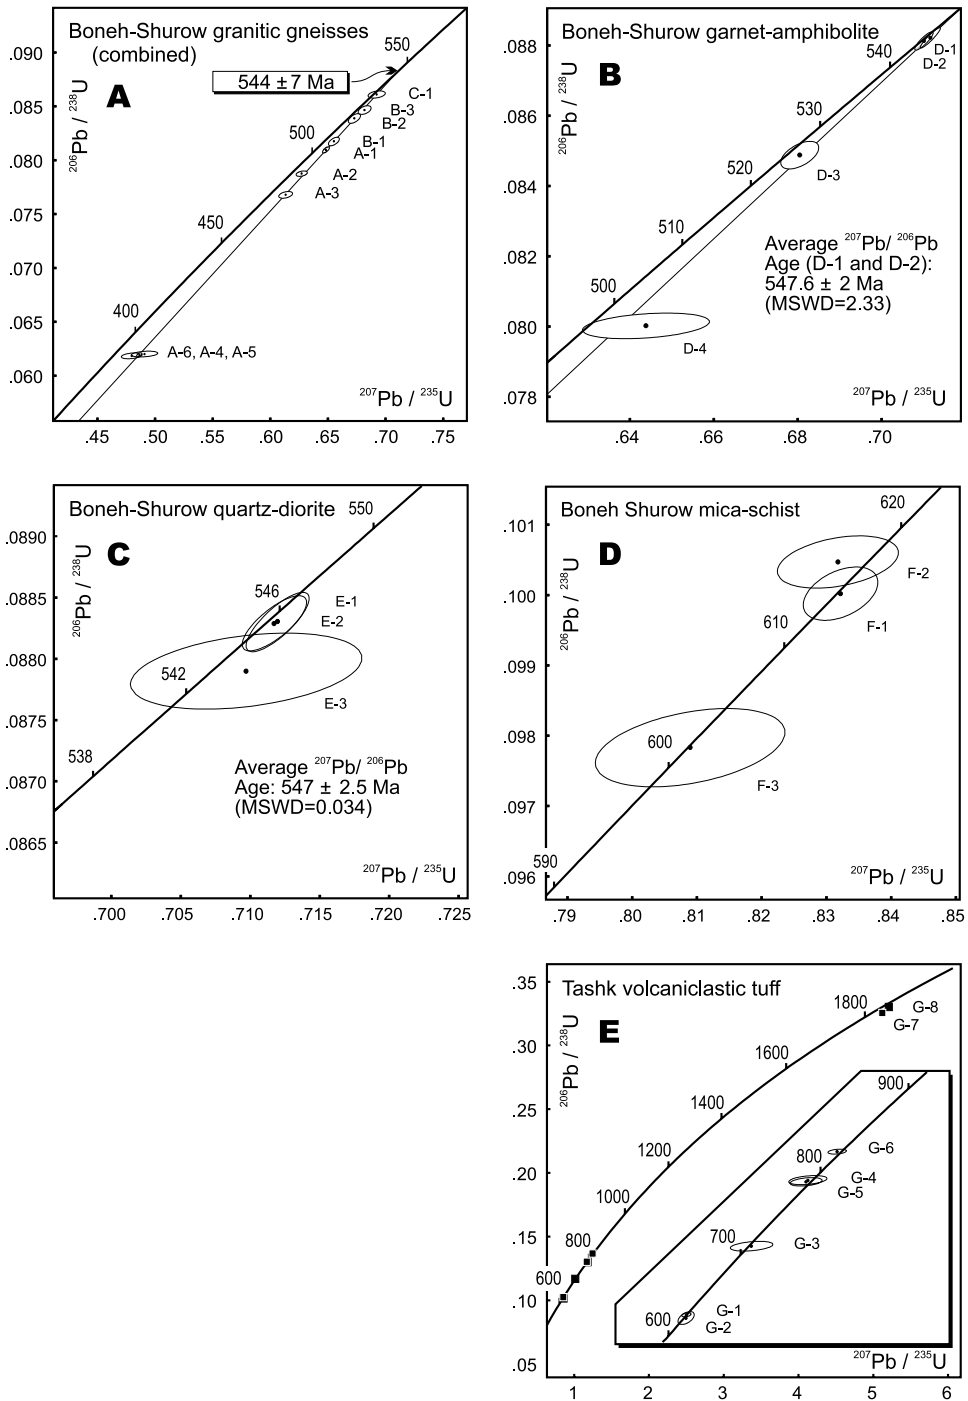 Boneh-Shurow granitic gneisses
(combined)
A
544 ±7 Ma
206Pb / 238U
.090
.085
.080
.075
.070
.065
.060
550
500
450
400
C-1
B-3
B-2
B-1
A-1
A-2
A-3
A-6, A-4, A-5
207Pb / 235U
.45 .50 .55 .60 .65 .70 .75
Boneh-Shurow garnet-amphibolite
B
206Pb / 238U
.088
.086
.084
.082
.080
.078
540
530
520
510
500
D-1
D-2
D-3
D-4
Average 207Pb/ 206Pb
Age (D-1 and D-2):
547.6 ± 2 Ma
(MSWD=2.33)
207Pb / 235U
.64 .66 .68 .70
Boneh-Shurow quartz-diorite
C
206Pb / 238U
.0890
.0885
.0880
.0875
.0870
.0865
550
546
542
538
E-1
E-2
E-3
Average 207Pb/ 206Pb
Age: 547 ± 2.5 Ma
(MSWD=0.034)
207Pb / 235U
.700 .705 .710 .715 .720 .725
Boneh Shurow mica-schist
D
206Pb / 238U
.101
.100
.099
.098
.097
.096
620
610
600
590
F-2
F-1
F-3
207Pb / 235U
.79 .80 .81 .82 .83 .84 .85
Tashk volcaniclastic tuff
E
206Pb / 238U
.35
.30
.25
.20
.15
.10
.05
1800
1600
1400
1200
1000
800
600
G-8
G-7
900
800
700
600
G-6
G-4
G-5
G-3
G-1
G-2
207Pb / 235U
1 2 3 4 5 6